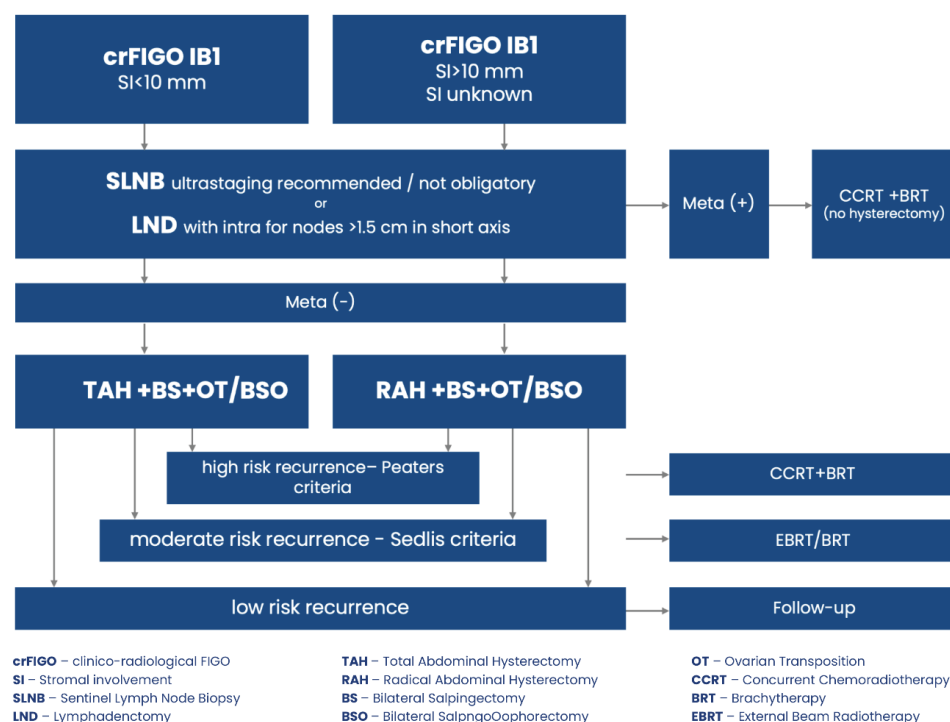 crFIGO IB1
SI<10 mm
crFIGO IB1
SI>10 mm
SI unknown
SLNB ultrastaging recommended / not obligatory
or
LND with intra for nodes >1.5 cm in short axis
Meta (+)
CCRT +BRT
(no hysterectomy)
Meta (-)
TAH +BS+OT/BSO
RAH +BS+OT/BSO
high risk recurrence– Peaters
criteria
CCRT+BRT
moderate risk recurrence - Sedlis criteria
EBRT/BRT
low risk recurrence
Follow-up
crFIGO – clinico-radiological FIGO
SI – Stromal involvement
SLNB – Sentinel Lymph Node Biopsy
LND – Lymphadenctomy
TAH – Total Abdominal Hysterectomy
RAH – Radical Abdominal Hysterectomy
BS – Bilateral Salpingectomy
BSO – Bilateral SalpngoOophorectomy
OT – Ovarian Transposition
CCRT – Concurrent Chemoradiotherapy
BRT – Brachytherapy
EBRT – External Beam Radiotherapy